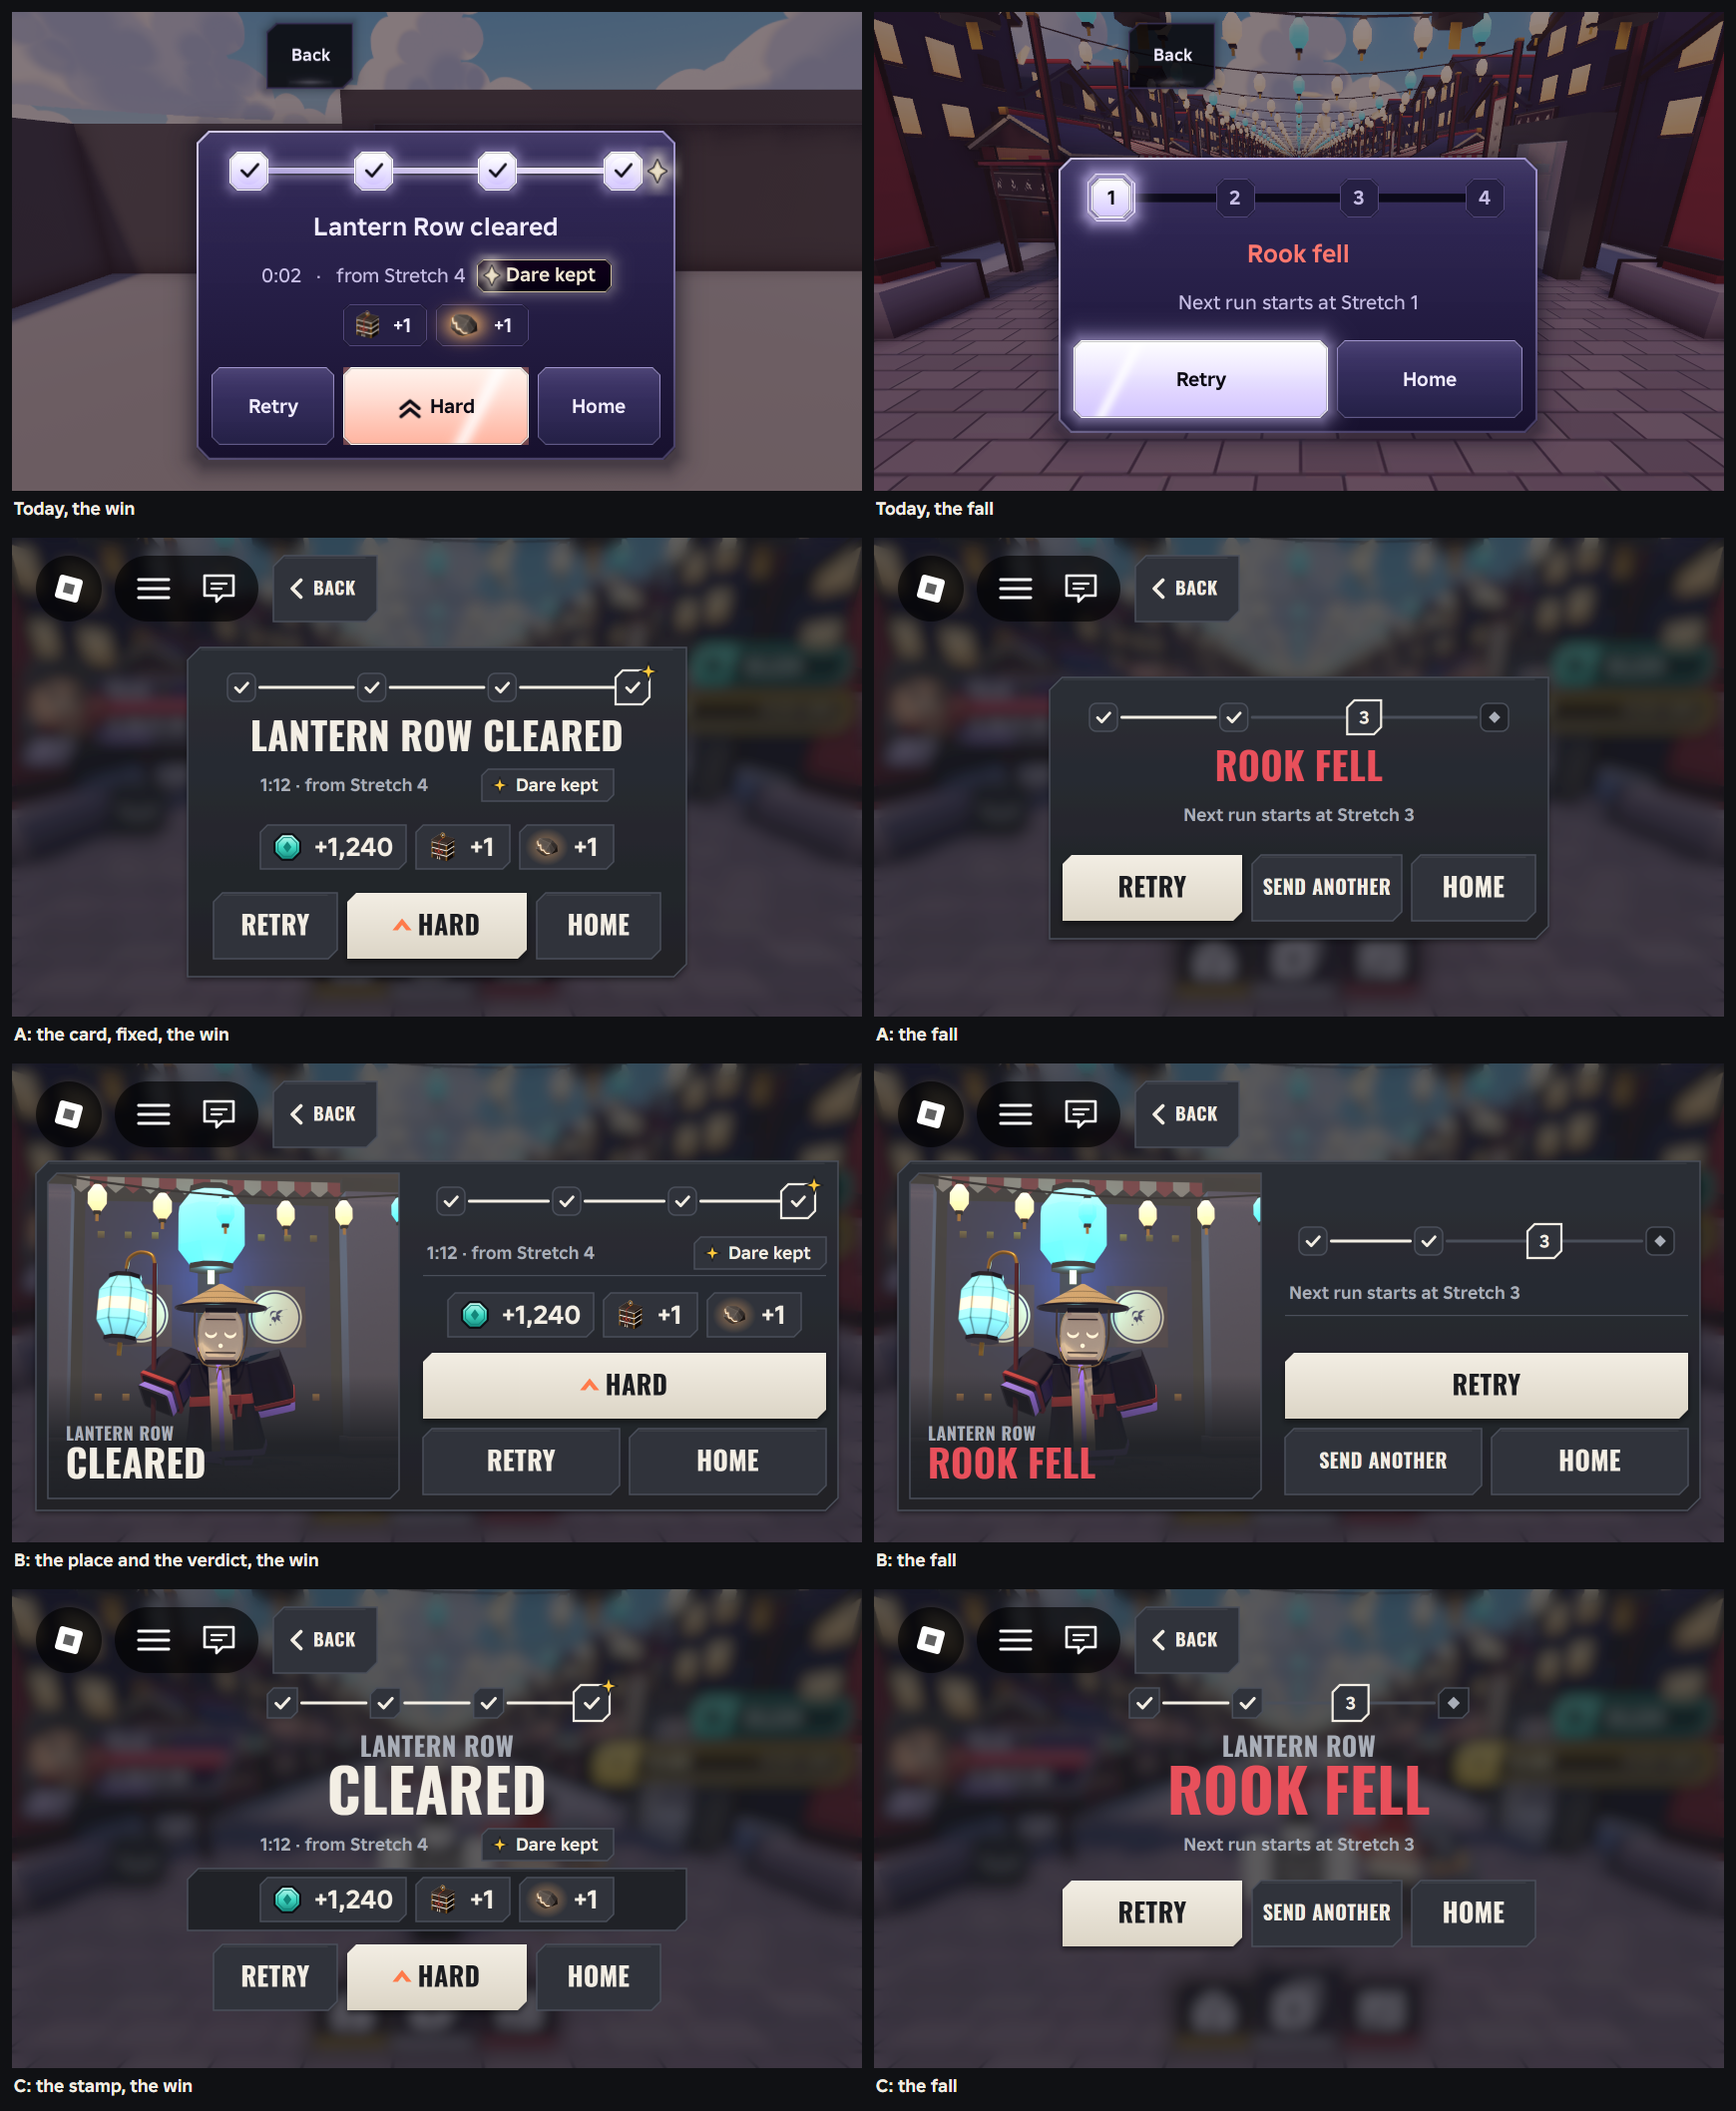 Back
Lantern Row cleared
0:02 · from Stretch 4 Dare kept
+1 +1
Retry Hard Home
Today, the win
Back
1 2 3 4
Rook fell
Next run starts at Stretch 1
Retry Home
Today, the fall
BACK
LANTERN ROW CLEARED
1:12 · from Stretch 4 Dare kept
+1,240 +1 +1
RETRY HARD HOME
A: the card, fixed, the win
BACK
3
ROOK FELL
Next run starts at Stretch 3
RETRY SEND ANOTHER HOME
A: the fall
BACK
LANTERN ROW
CLEARED
1:12 · from Stretch 4 Dare kept
+1,240 +1 +1
HARD
RETRY HOME
B: the place and the verdict, the win
BACK
LANTERN ROW
ROOK FELL
3
Next run starts at Stretch 3
RETRY
SEND ANOTHER HOME
B: the fall
BACK
LANTERN ROW
CLEARED
1:12 · from Stretch 4 Dare kept
+1,240 +1 +1
RETRY HARD HOME
C: the stamp, the win
BACK
3
LANTERN ROW
ROOK FELL
Next run starts at Stretch 3
RETRY SEND ANOTHER HOME
C: the fall